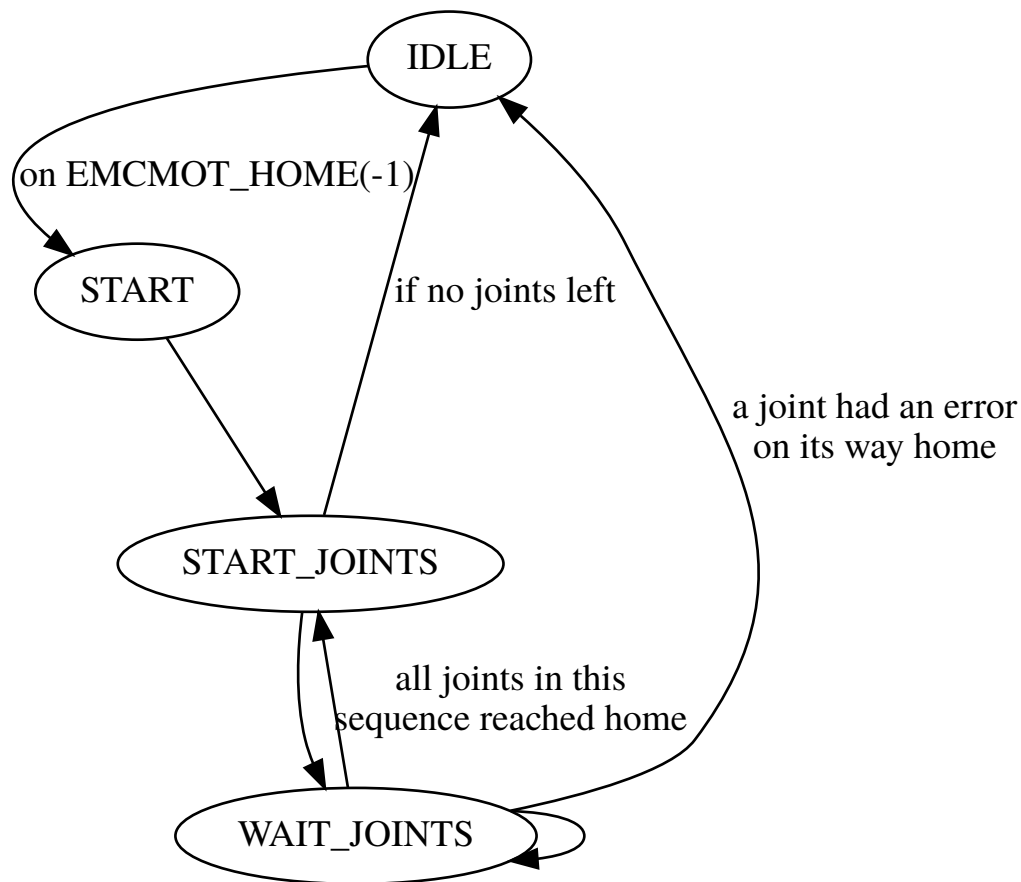 IDLE
on EMCMOT_HOME(-1)
START
if no joints left
a joint had an error
on its way home
START_JOINTS
all joints in this
sequence reached home
WAIT_JOINTS